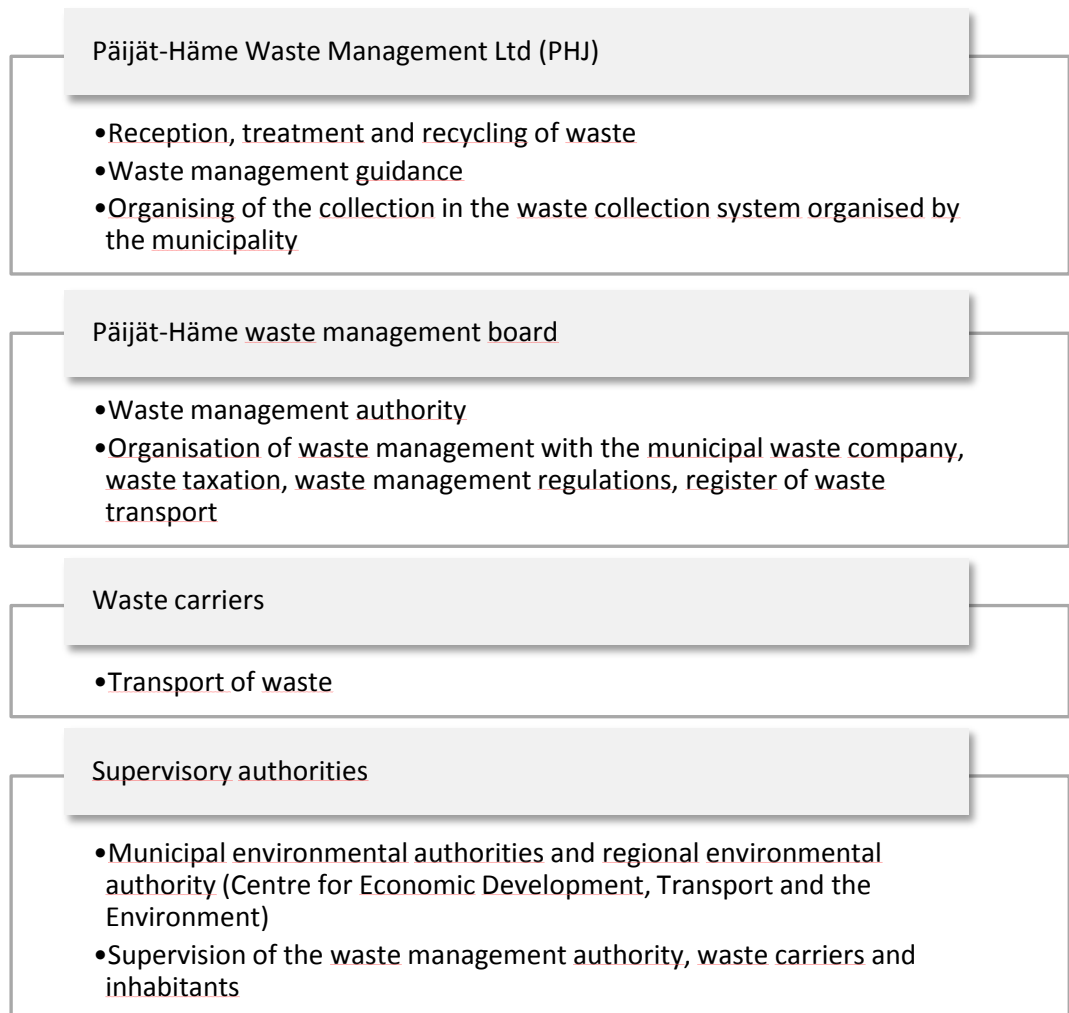 Päijät-Häme Waste Management Ltd (PHJ)
•Reception, treatment and recycling of waste
•Waste management guidance
•Organising of the collection in the waste collection system organised by
the municipality
Päijät-Häme waste management board
•Waste management authority
•Organisation of waste management with the municipal waste company,
waste taxation, waste management regulations, register of waste
transport
Waste carriers
•Transport of waste
Supervisory authorities
•Municipal environmental authorities and regional environmental
authority (Centre for Economic Development, Transport and the
Environment)
•Supervision of the waste management authority, waste carriers and
inhabitants